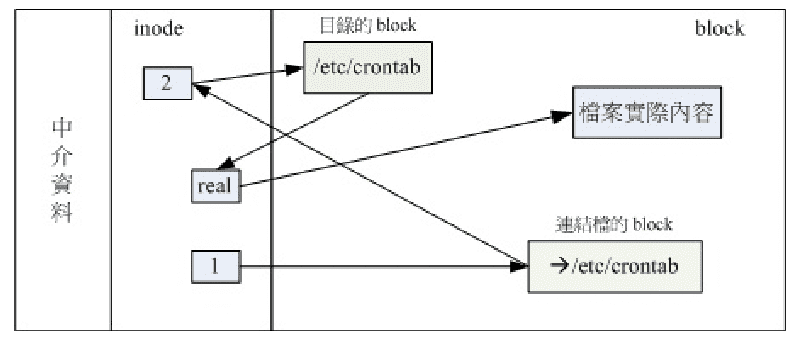 中介資料
inode
目錄的 block
block
2
/etc/crontab
檔案實際內容
real
連結檔的 block
1
→/etc/crontab